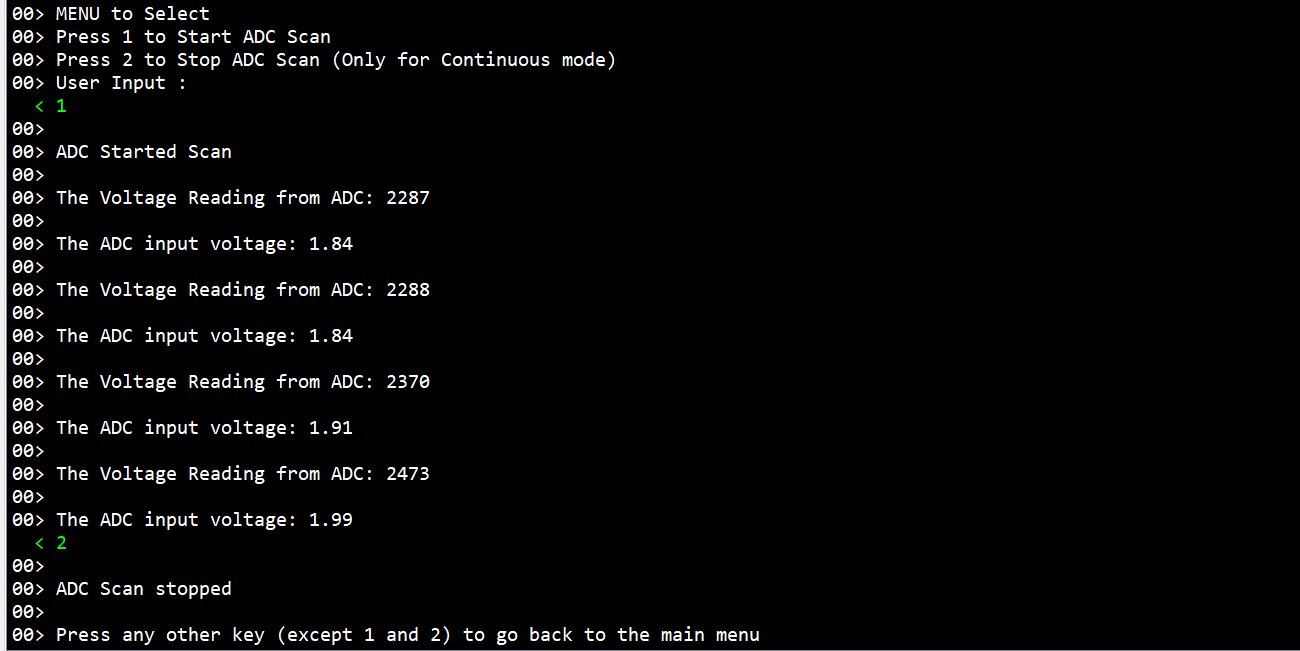 00> MENU to Select
00> Press 1 to Start ADC Scan
00> Press 2 to Stop ADC Scan (Only for Continuous mode)
00> User Input :
< 1
00>
00> ADC Started Scan
00>
00> The Voltage Reading from ADC: 2287
00>
00> The ADC input voltage: 1.84
00>
00> The Voltage Reading from ADC: 2288
00>
00> The ADC input voltage: 1.84
00>
00> The Voltage Reading from ADC: 2370
00>
00> The ADC input voltage: 1.91
00>
00> The Voltage Reading from ADC: 2473
00>
00> The ADC input voltage: 1.99
< 2
00>
00> ADC Scan stopped
00>
00> Press any other key (except 1 and 2) to go back to the main menu